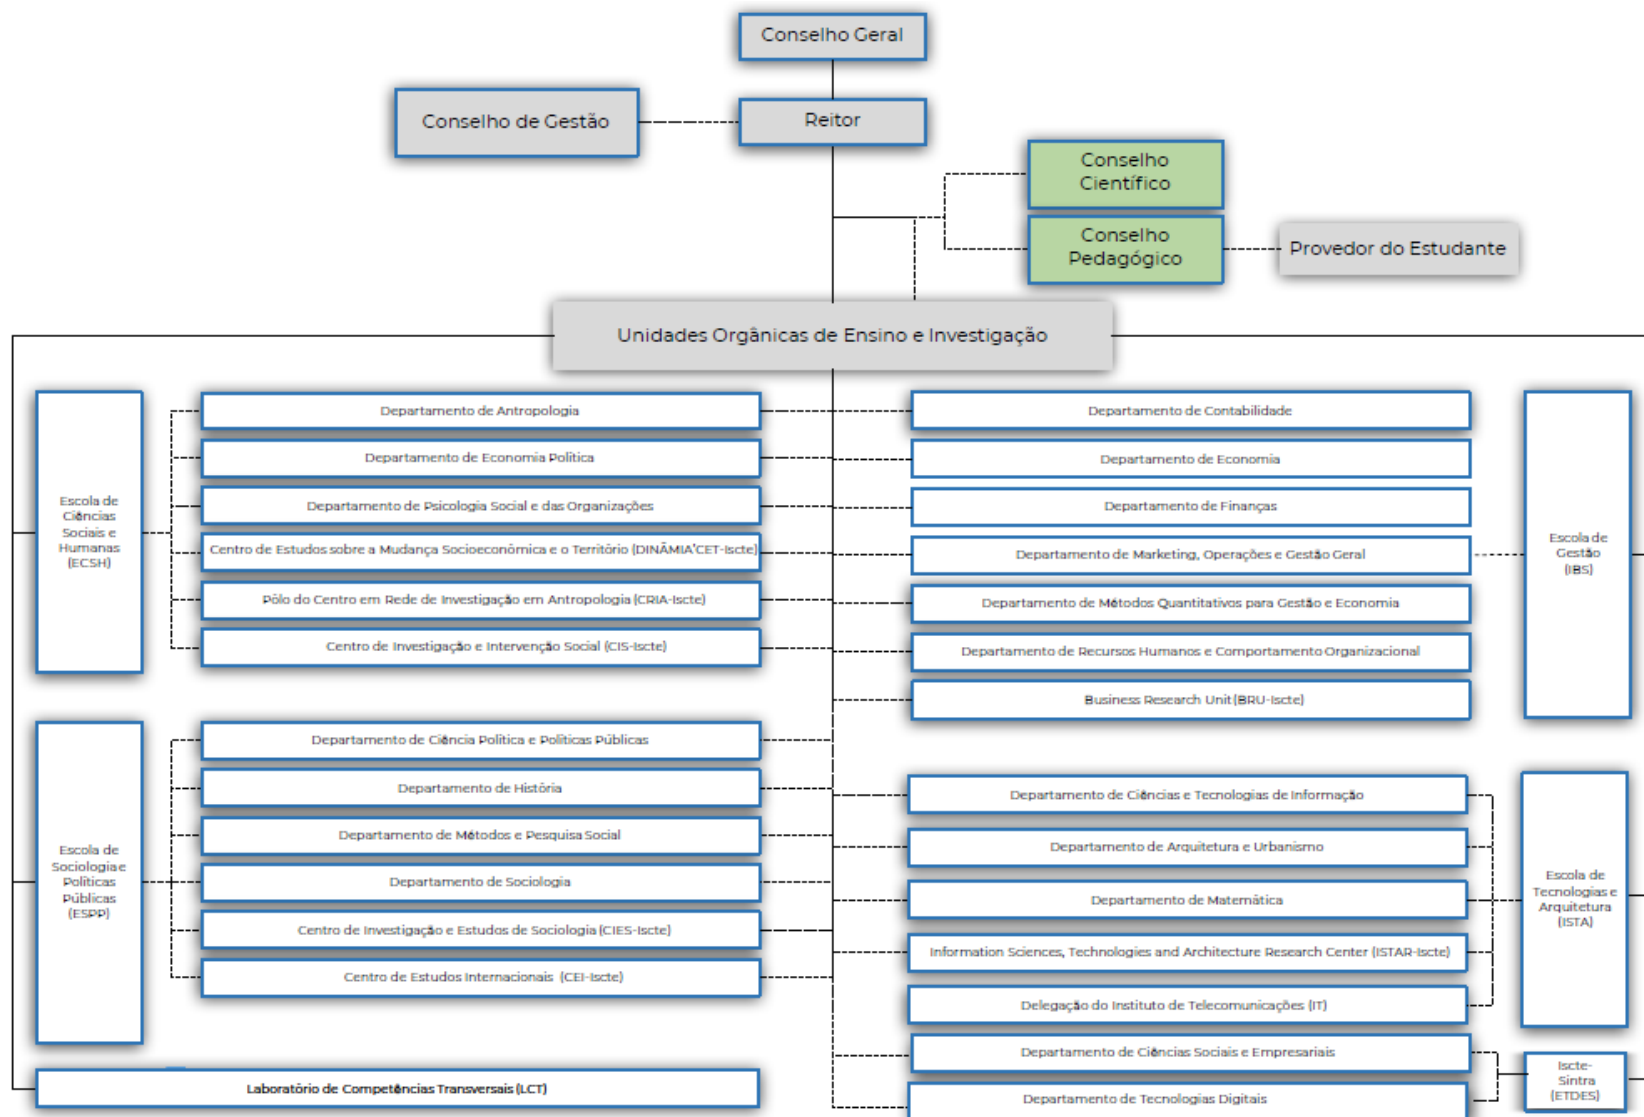 Conselho Geral
Conselho de Gestão
Reitor
Conselho
Científico
Conselho
Pedagógico
Provedor do Estudante
Unidades Orgânicas de Ensino e Investigação
Escola de
Ciências
Sociais e
Humanas
(ECSH)
Departamento de Antropologia
Departamento de Economia Política
Departamento de Psicologia Social e das Organizações
Centro de Estudos sobre a Mudança Socioeconómica e o Território (DINÂMIA'CET-Iscte)
Pólo do Centro em Rede de Investigação em Antropologia (CRIA-Iscte)
Centro de Investigação e Intervenção Social (CIS-Iscte)
Departamento de Contabilidade
Departamento de Economia
Departamento de Finanças
Departamento de Marketing, Operações e Gestão Geral
Departamento de Métodos Quantitativos para Gestão e Economia
Departamento de Recursos Humanos e Comportamento Organizacional
Business Research Unit (BRU-Iscte)
Escola de
Gestão
(IBS)
Escola de
Sociologia e
Políticas
Públicas
(ESPP)
Departamento de Ciência Política e Políticas Públicas
Departamento de História
Departamento de Métodos e Pesquisa Social
Departamento de Sociologia
Centro de Investigação e Estudos de Sociologia (CIES-Iscte)
Centro de Estudos Internacionais (CEI-Iscte)
Departamento de Ciências e Tecnologias de Informação
Departamento de Arquitetura e Urbanismo
Departamento de Matemática
Information Sciences, Technologies and Architecture Research Center (ISTAR-Iscte)
Delegação do Instituto de Telecomunicações (IT)
Escola de
Tecnologias e
Arquitetura
(ISTA)
Laboratório de Competências Transversais (LCT)
Departamento de Ciências Sociais e Empresariais
Departamento de Tecnologias Digitais
Iscte-
Sintra
(ETDES)